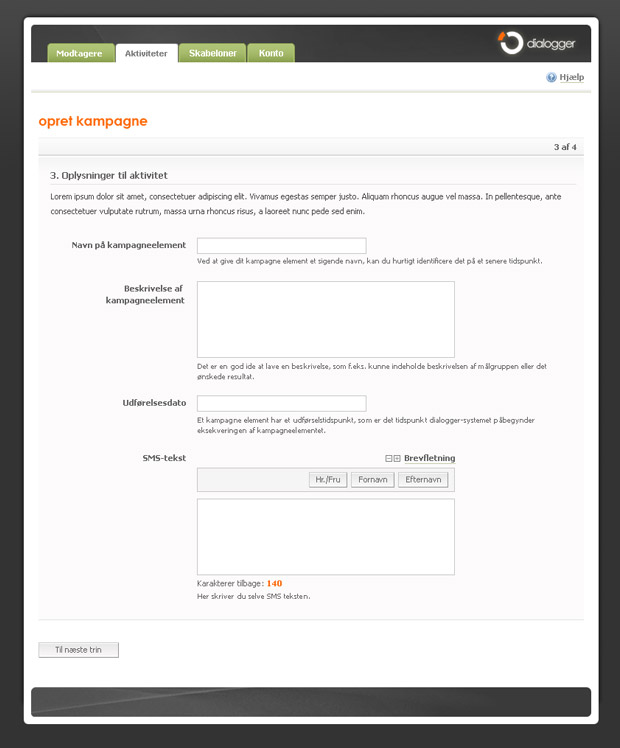 Modtagere Aktiviteter Skabeloner Konto dialogger
Hjælp
opret kampagne
3 af 4
3. Oplysninger til aktivitet
Lorem ipsum dolor sit amet, consectetuer adipiscing elit. Vivamus egestas semper justo. Aliquam rhoncus augue vel massa. In pellentesque, ante
consectetuer vulputate rutrum, massa urna rhoncus risus, a laoreet nunc pede sed enim.
Navn på kampagneelement
Ved at give dit kampagne element et sigende navn, kan du hurtigt identificere det på et senere tidspunkt.
Beskrivelse af
kampagneelement
Det er en god ide at lave en beskrivelse, som f.eks. kunne indeholde beskrivelsen af målgruppen eller det
ønskede resultat.
Udførelsesdato
Et kampagne element har et udførselstidspunkt, som er det tidspunkt dialogger-systemet påbegynder
eksekveringen af kampagneelementet.
SMS-tekst Brevfletning
Hr./Fru Fornavn Efternavn
Karakterer tilbage: 140
Her skriver du selve SMS teksten.
Til næste trin